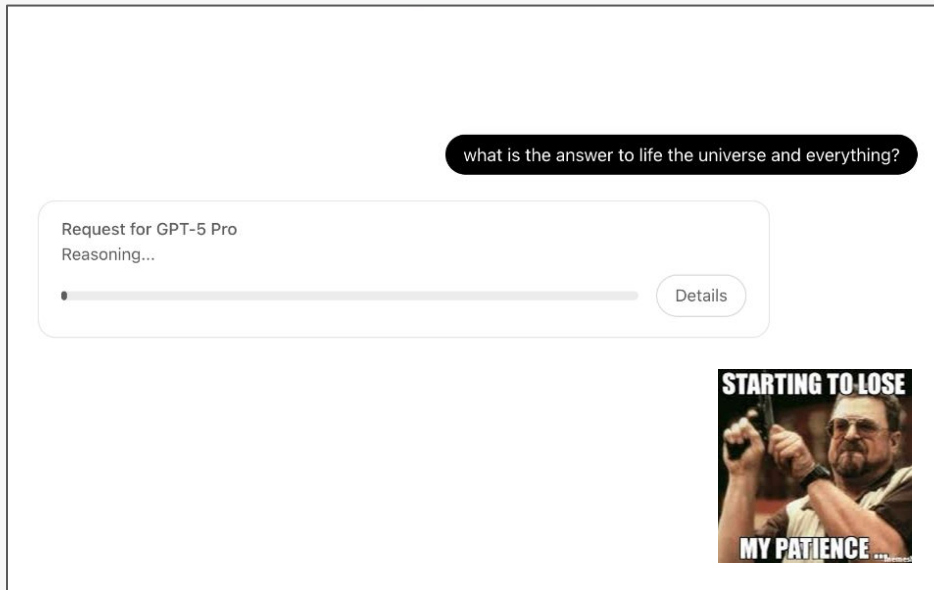 what is the answer to life the universe and everything?
Request for GPT-5 Pro
Reasoning...
Details
STARTING TO LOSE
MY PATIENCE ...